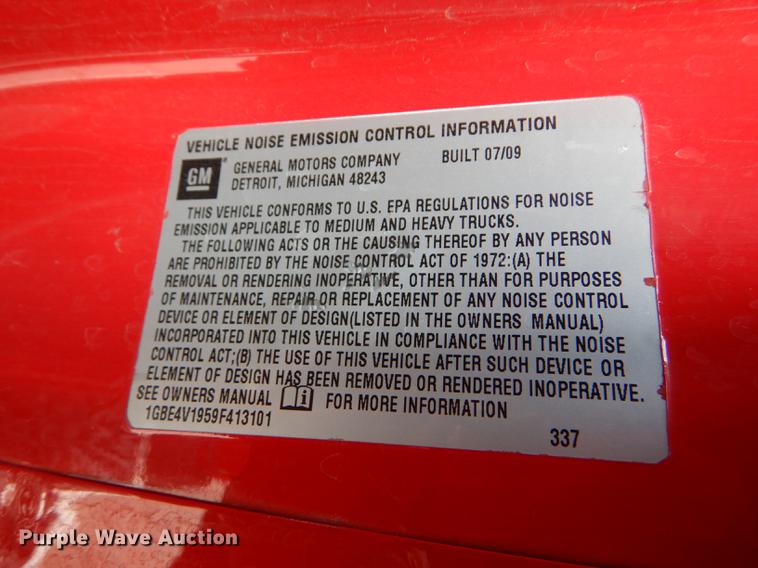 VEHICLE NOISE EMISSION CONTROL INFORMATION
GM
GENERAL MOTORS COMPANY BUILT 07/09
DETROIT, MICHIGAN 48243
THIS VEHICLE CONFORMS TO U.S. EPA REGULATIONS FOR NOISE
EMISSION APPLICABLE TO MEDIUM AND HEAVY TRUCKS.
THE FOLLOWING ACTS OR THE CAUSING THEREOF BY ANY PERSON
ARE PROHIBITED BY THE NOISE CONTROL ACT OF 1972:(A) THE
REMOVAL OR RENDERING INOPERATIVE, OTHER THAN FOR PURPOSES
OF MAINTENANCE, REPAIR OR REPLACEMENT OF ANY NOISE CONTROL
DEVICE OR ELEMENT OF DESIGN(LISTED IN THE OWNERS MANUAL)
INCORPORATED INTO THIS VEHICLE IN COMPLIANCE WITH THE NOISE
CONTROL ACT;(B) THE USE OF THIS VEHICLE AFTER SUCH DEVICE OR
ELEMENT OF DESIGN HAS BEEN REMOVED OR RENDERED INOPERATIVE.
SEE OWNERS MANUAL FOR MORE INFORMATION
1GBE4V1959F413101
337
Purple Wave Auction